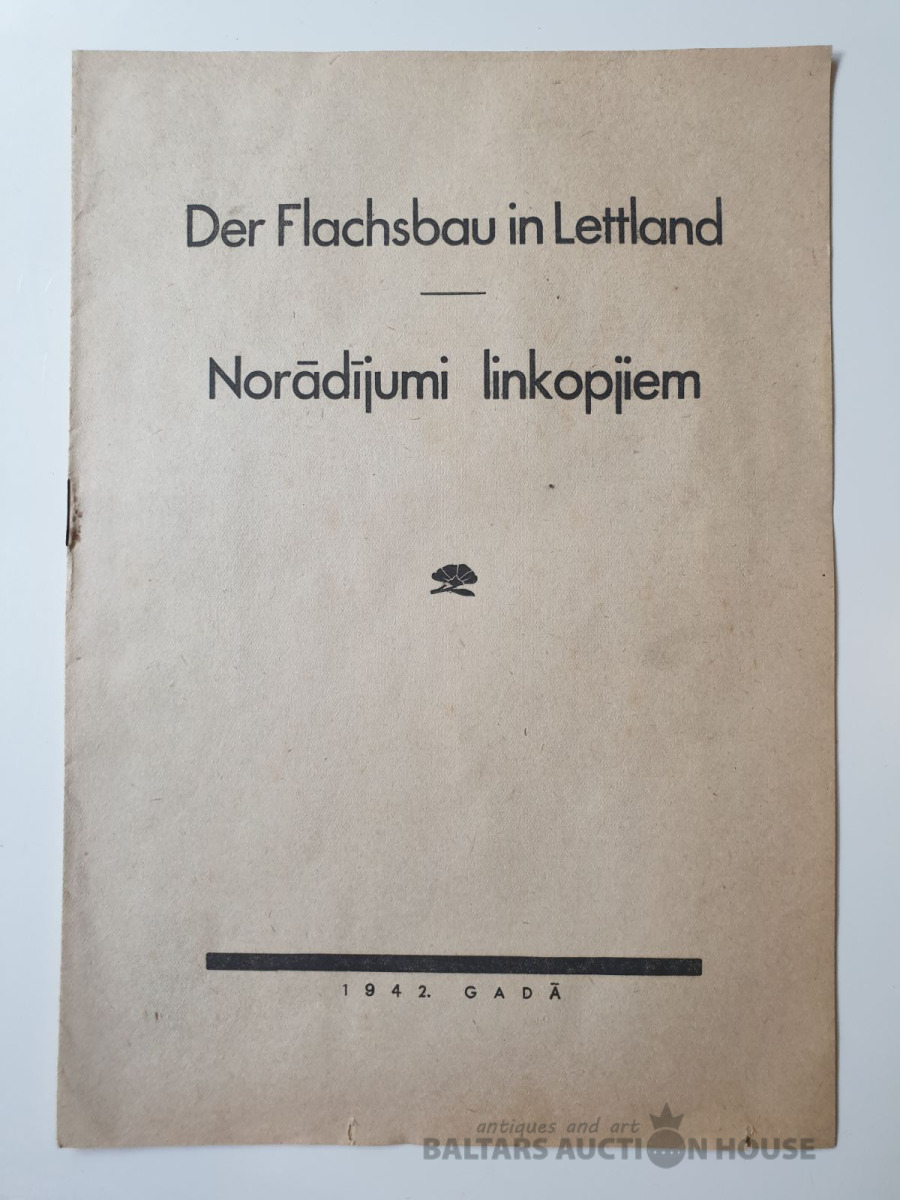 Der Flachsbau in Lettland
Norādījumi linkopjiem
1942. GADĀ
antiques and art
BALTARS AUCTION HOUSE